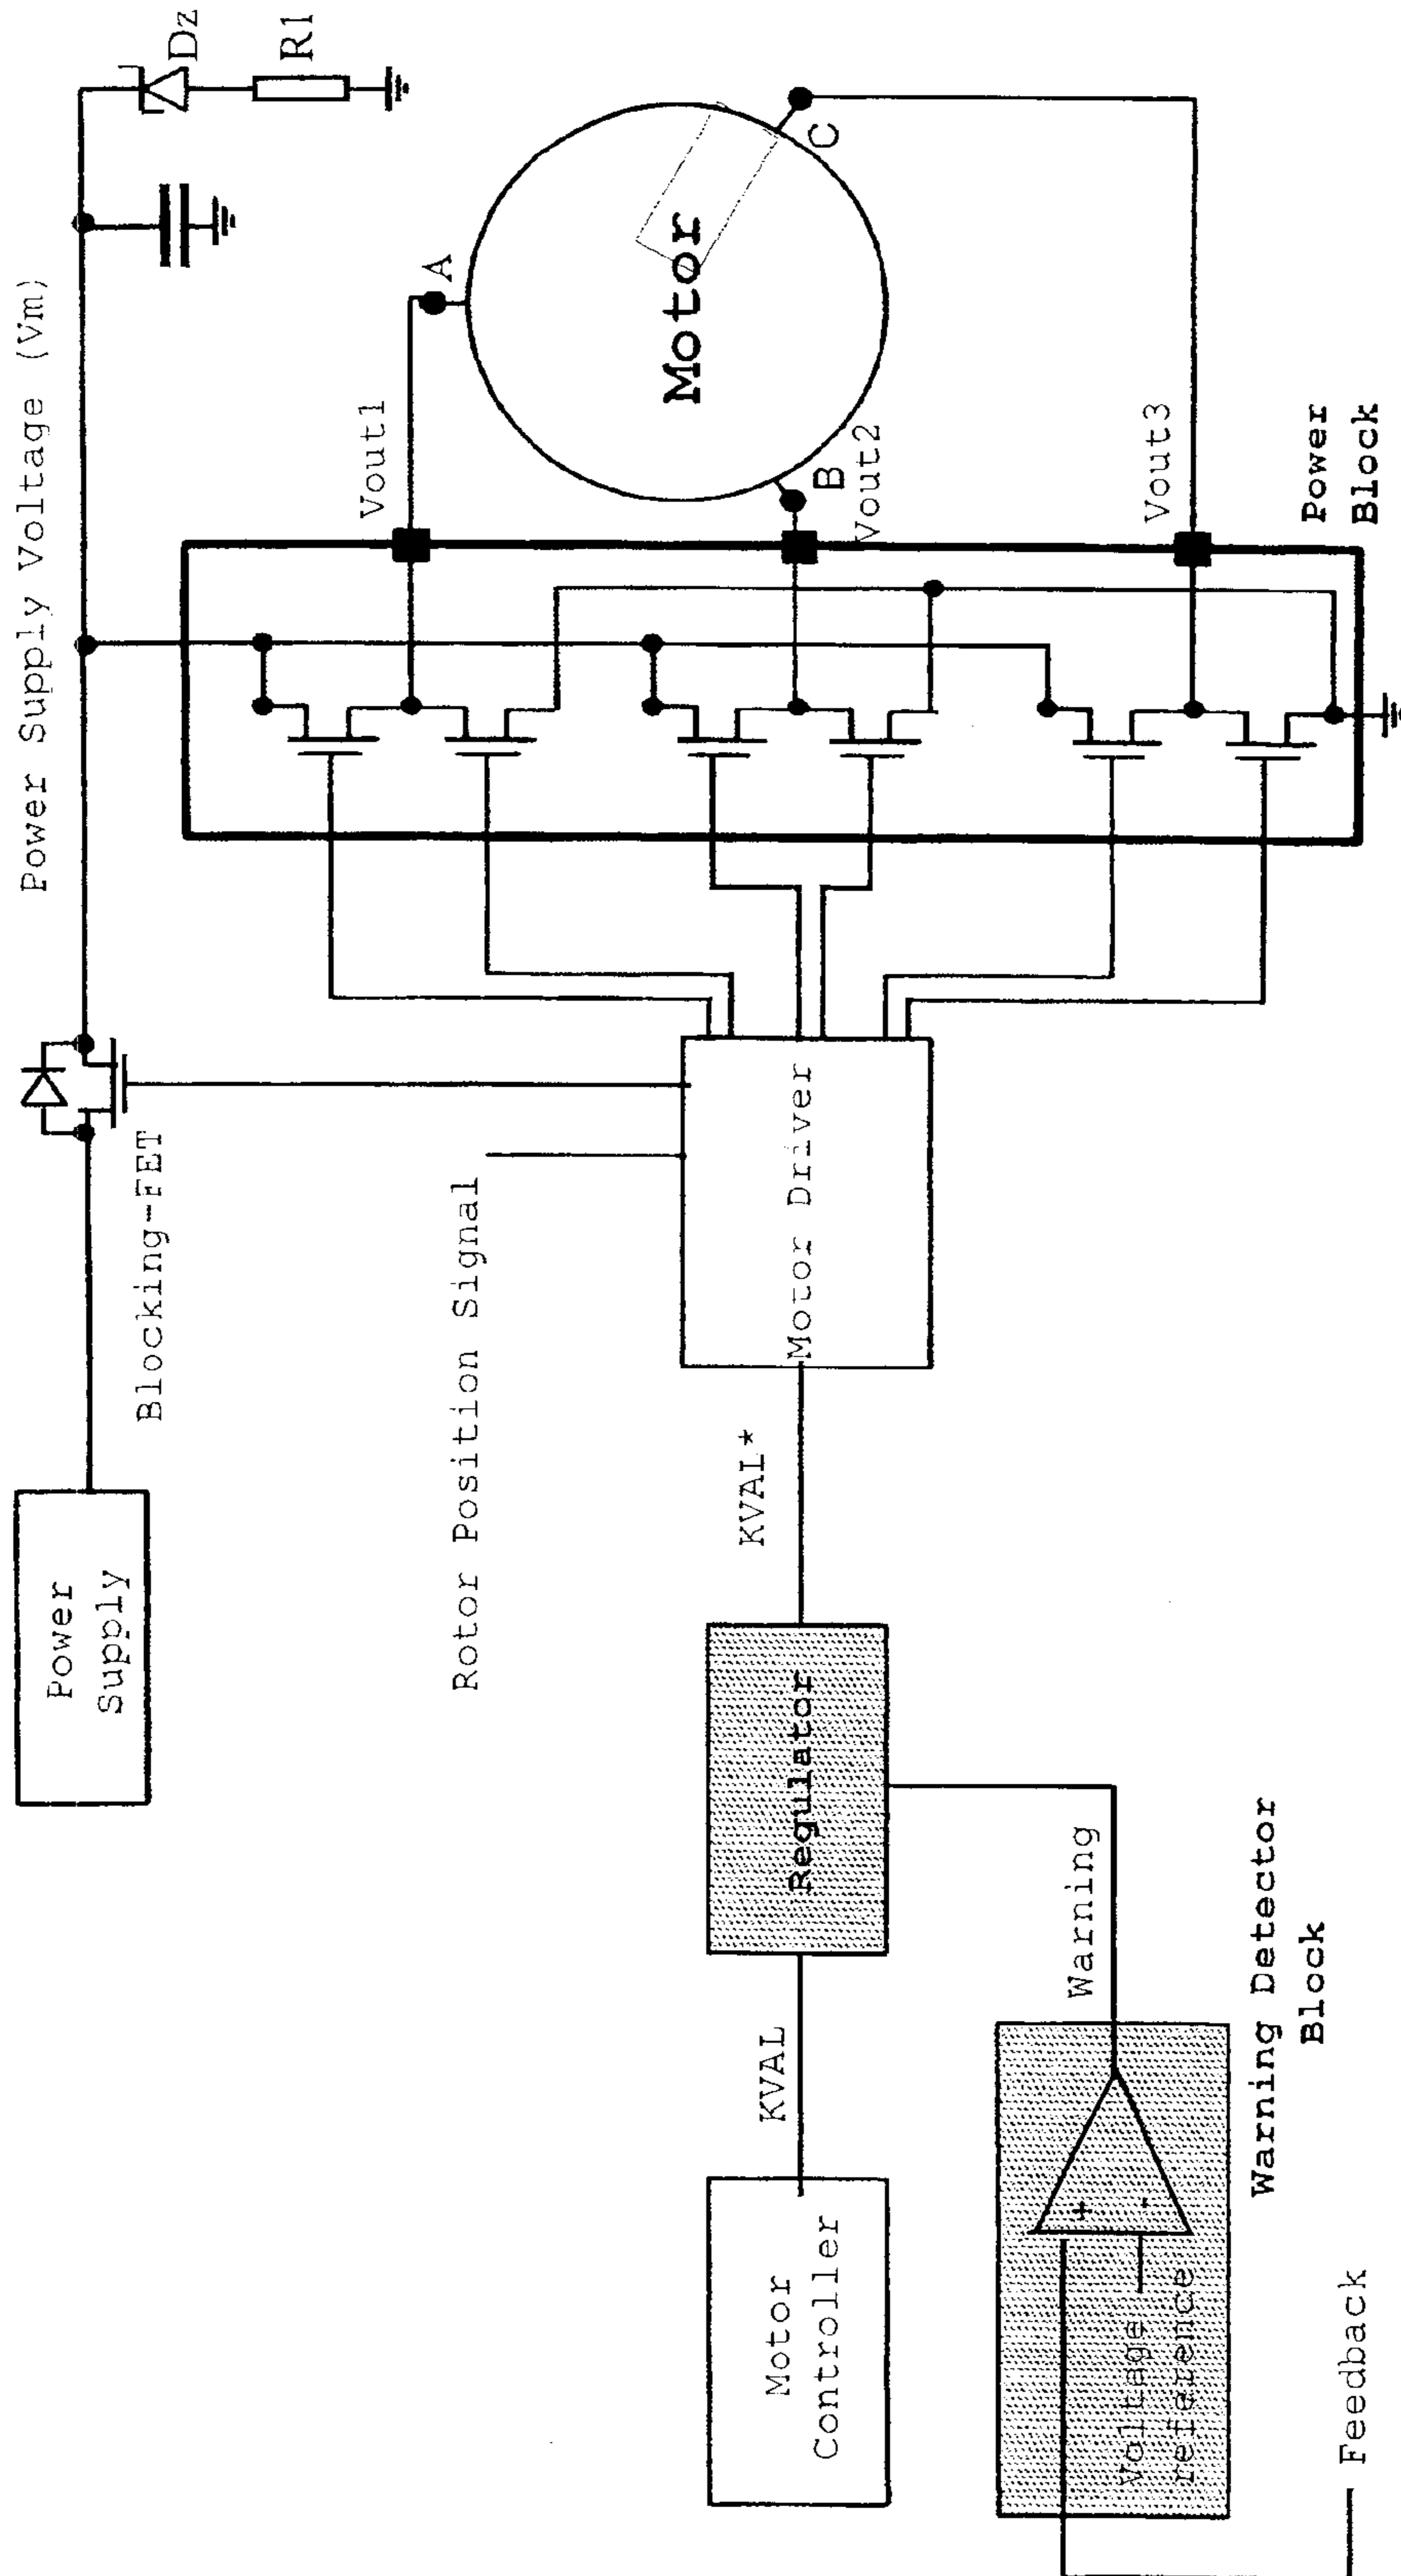 Power Supply Voltage (Vm)
Dz
R1
Power
Supply
Blocking-FET
Rotor Position Signal
Vout1
A
Motor
C
B
Vout2
Vout3
Power
Block
Motor Driver
KVAL*
Regulator
KVAL
Motor
Controller
Warning
+
-
Voltage
reference
Warning Detector
Block
Feedback